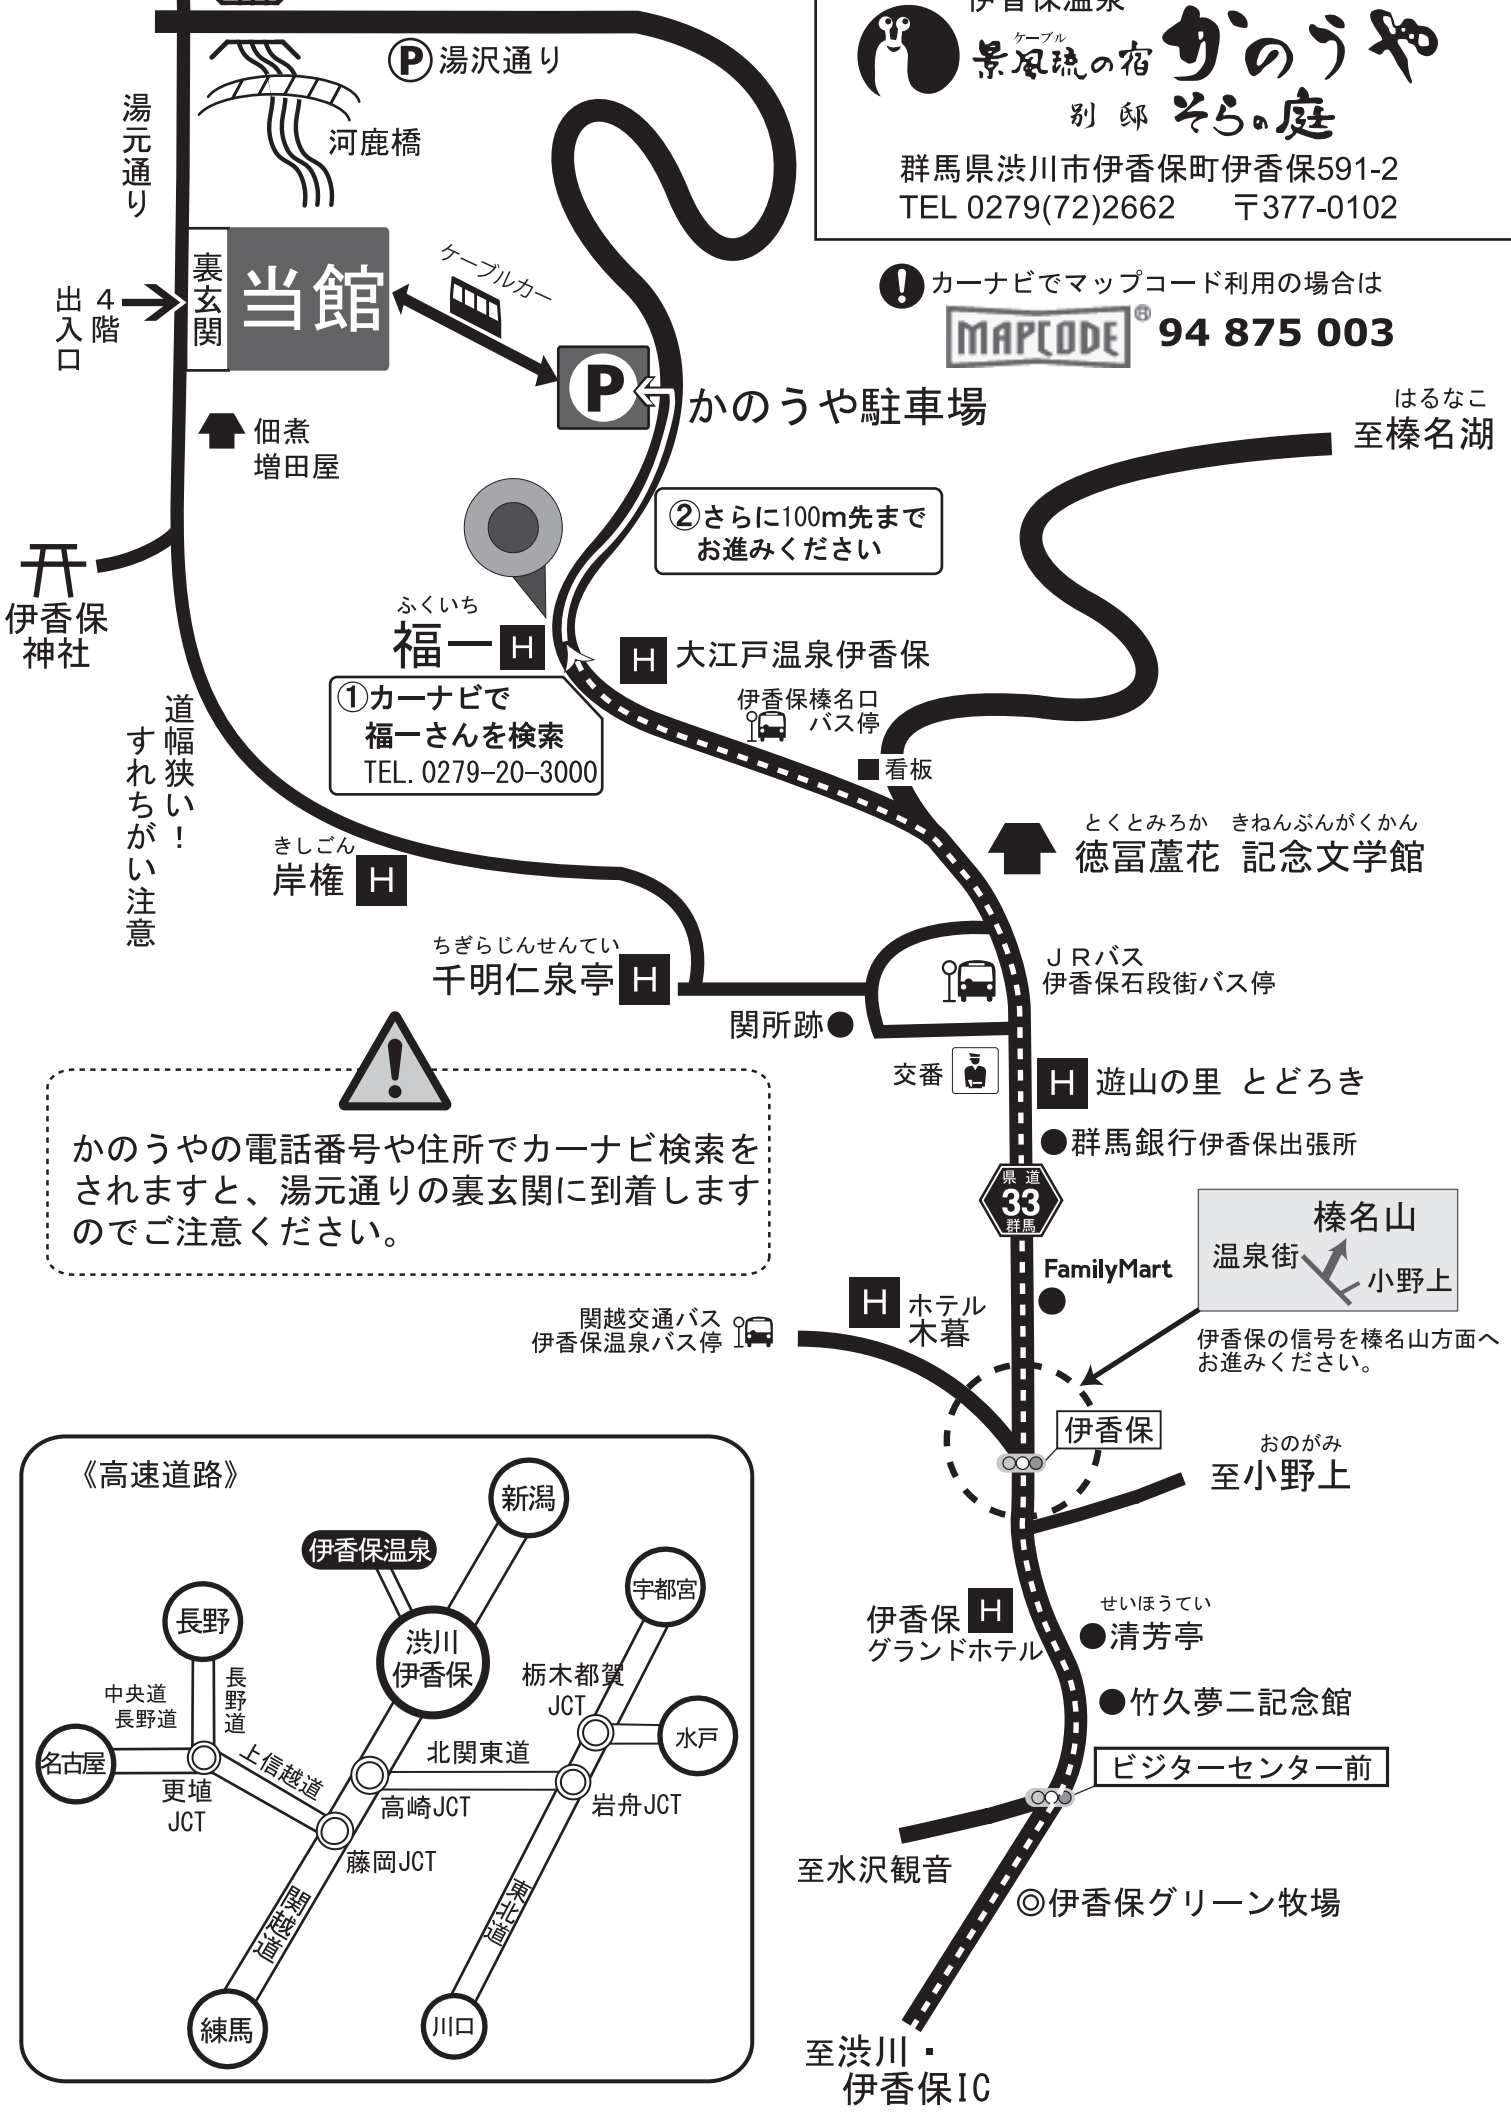 伊香保温泉
ケーブル
景風流の宿 かのうや
別邸 そらの庭
群馬県渋川市伊香保町伊香保591-2
TEL 0279(72)2662 〒377-0102
P 湯沢通り
湯元通り
河鹿橋
裏玄関
当館
ケーブルカー
4階
出入口
P
かのうや駐車場
カーナビでマップコード利用の場合は
MAPCODE® 94 875 003
はるなこ
至榛名湖
佃煮
増田屋
②さらに100m先まで
お進みください
伊香保
神社
ふくいち
福一 H
H 大江戸温泉伊香保
①カーナビで
福一さんを検索
TEL. 0279-20-3000
伊香保榛名口
バス停
看板
道幅狭い!
すれちがい注意
とくとみろか きねんぶんがくかん
徳冨蘆花 記念文学館
きしごん
岸権 H
ちぎらじんせんてい
千明仁泉亭 H
JRバス
伊香保石段街バス停
関所跡
交番
H 遊山の里 とどろき
群馬銀行伊香保出張所
かのうやの電話番号や住所でカーナビ検索を
されますと、湯元通りの裏玄関に到着します
のでご注意ください。
県道
33
群馬
榛名山
温泉街
小野上
FamilyMart
H ホテル
木暮
関越交通バス
伊香保温泉バス停
伊香保の信号を榛名山方面へ
お進みください。
伊香保
おのがみ
至小野上
《高速道路》
新潟
伊香保温泉
宇都宮
長野
渋川
伊香保
栃木都賀
JCT
中央道
長野道
長野道
名古屋
更埴
JCT
上信越道
北関東道
水戸
高崎JCT
岩舟JCT
藤岡JCT
関越道
東北道
練馬
川口
伊香保 H
グランドホテル
せいほうてい
清芳亭
竹久夢二記念館
ビジターセンター前
至水沢観音
伊香保グリーン牧場
至渋川・
伊香保IC